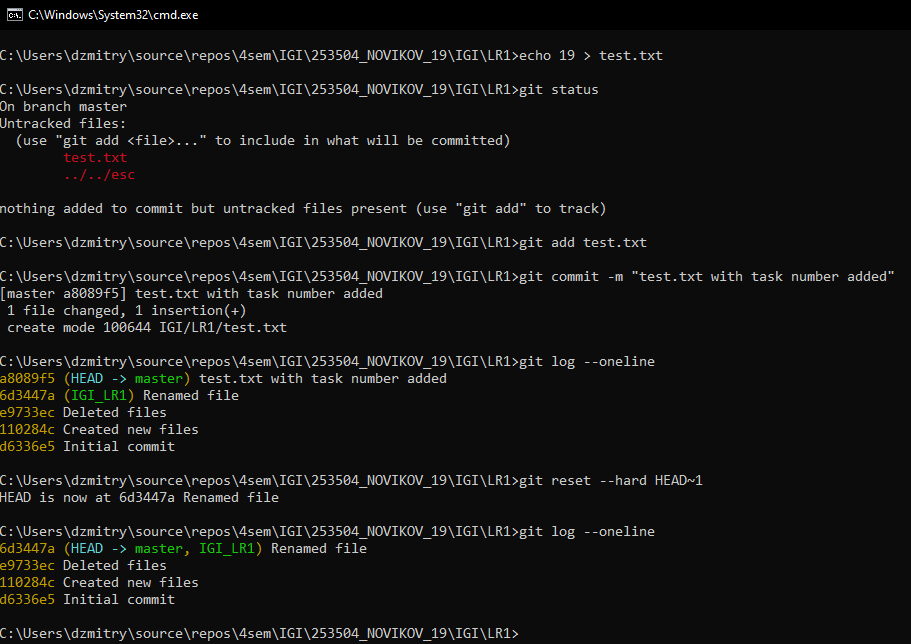 C:\Windows\System32\cmd.exe
C:\Users\dzmitry\source\repos\4sem\IGI\253504_NOVIKOV_19\IGI\LR1>echo 19 > test.txt
C:\Users\dzmitry\source\repos\4sem\IGI\253504_NOVIKOV_19\IGI\LR1>git status
On branch master
Untracked files:
  (use "git add <file>..." to include in what will be committed)
        test.txt
        ../../esc
nothing added to commit but untracked files present (use "git add" to track)
C:\Users\dzmitry\source\repos\4sem\IGI\253504_NOVIKOV_19\IGI\LR1>git add test.txt
C:\Users\dzmitry\source\repos\4sem\IGI\253504_NOVIKOV_19\IGI\LR1>git commit -m "test.txt with task number added"
[master a8089f5] test.txt with task number added
 1 file changed, 1 insertion(+)
 create mode 100644 IGI/LR1/test.txt
C:\Users\dzmitry\source\repos\4sem\IGI\253504_NOVIKOV_19\IGI\LR1>git log --oneline
a8089f5 (HEAD -> master) test.txt with task number added
6d3447a (IGI_LR1) Renamed file
e9733ec Deleted files
110284c Created new files
d6336e5 Initial commit
C:\Users\dzmitry\source\repos\4sem\IGI\253504_NOVIKOV_19\IGI\LR1>git reset --hard HEAD~1
HEAD is now at 6d3447a Renamed file
C:\Users\dzmitry\source\repos\4sem\IGI\253504_NOVIKOV_19\IGI\LR1>git log --oneline
6d3447a (HEAD -> master, IGI_LR1) Renamed file
e9733ec Deleted files
110284c Created new files
d6336e5 Initial commit
C:\Users\dzmitry\source\repos\4sem\IGI\253504_NOVIKOV_19\IGI\LR1>